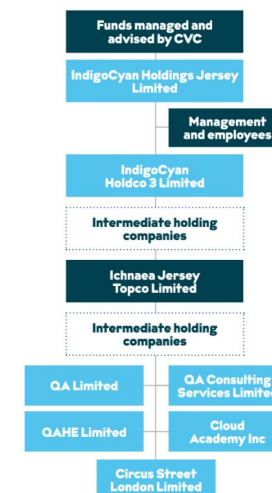 Funds managed and
advised by CVC
IndigoCyan Holdings Jersey
Limited
Management
and employees
IndigoCyan
Holdco 3 Limited
Intermediate holding
companies
Ichnaea Jersey
Topco Limited
Intermediate holding
companies
QA Limited
QA Consulting
Services Limited
QAHE Limited
Cloud
Academy Inc
Circus Street
London Limited